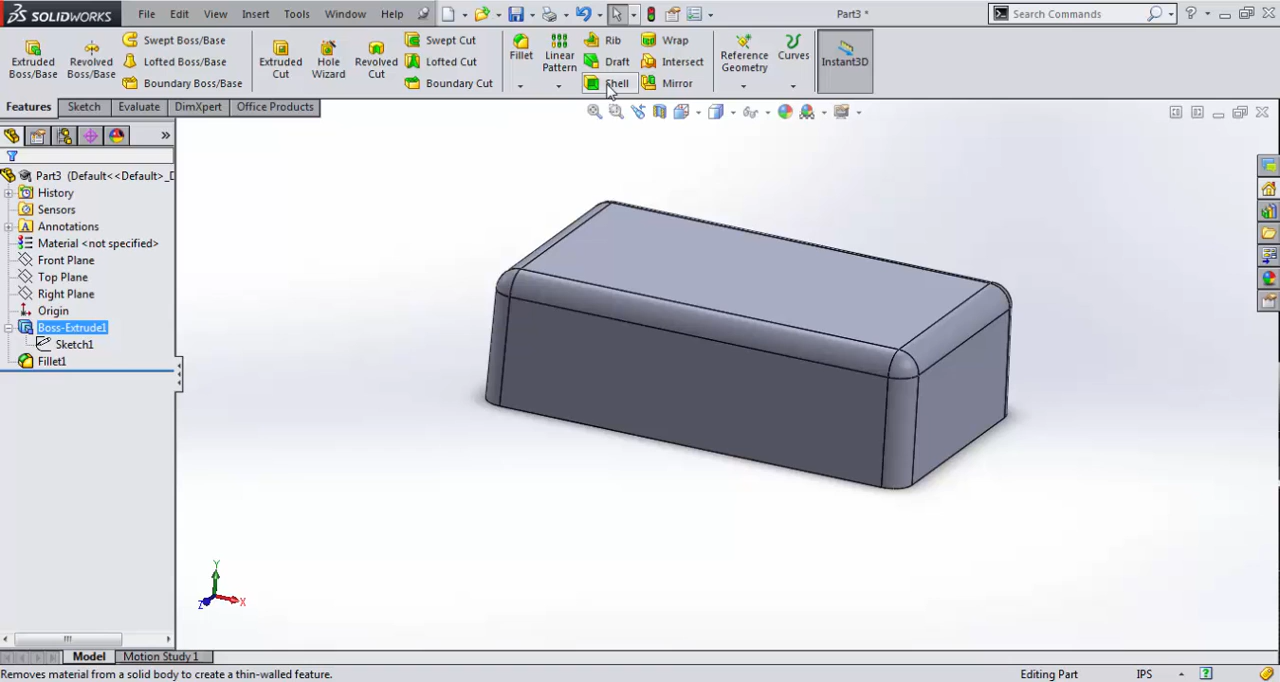 SOLIDWORKS File Edit View Insert Tools Window Help Part3 * Search Commands
Extruded Boss/Base
Revolved Boss/Base
Swept Boss/Base
Lofted Boss/Base
Boundary Boss/Base
Extruded Cut
Hole Wizard
Revolved Cut
Swept Cut
Lofted Cut
Boundary Cut
Fillet
Linear Pattern
Rib
Draft
Shell
Wrap
Intersect
Mirror
Reference Geometry
Curves
Instant3D
Features Sketch Evaluate DimXpert Office Products
Part3 (Default<<Default>_D
History
Sensors
Annotations
Material <not specified>
Front Plane
Top Plane
Right Plane
Origin
Boss-Extrude1
Sketch1
Fillet1
Y
Z X
Model Motion Study 1
Removes material from a solid body to create a thin-walled feature. Editing Part IPS